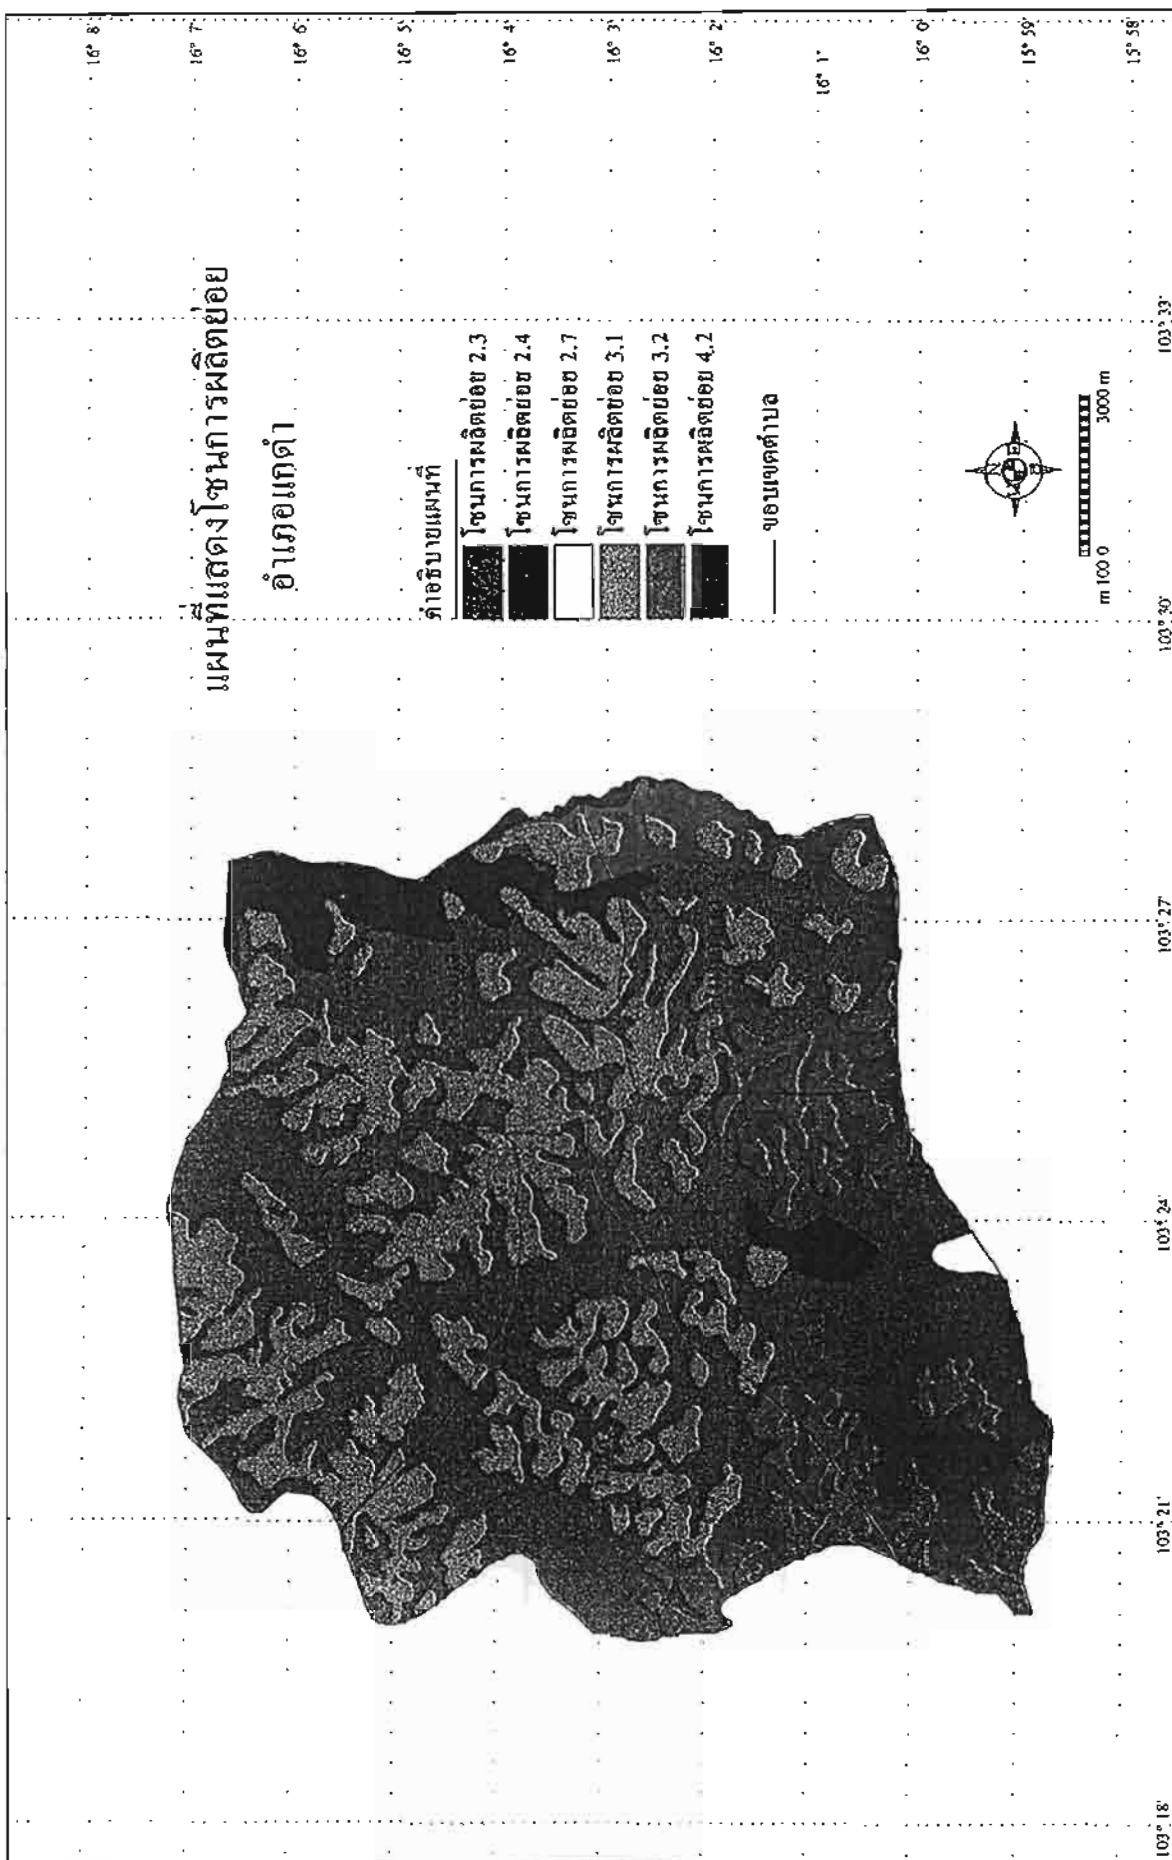 แผนที่แสดงโซนการผลิตย่อย
อำเภอแกดำ
คำอธิบายแผนที่
โซนการผลิตย่อย 2.3
โซนการผลิตย่อย 2.4
โซนการผลิตย่อย 2.7
โซนการผลิตย่อย 3.1
โซนการผลิตย่อย 3.2
โซนการผลิตย่อย 4.2
ขอบเขตตำบล
N
m 100 0 3000 m
16° 8'
16° 7'
16° 6'
16° 5'
16° 4'
16° 3'
16° 2'
16° 1'
16° 0'
15° 59'
15° 58'
103° 18'
103° 21'
103° 24'
103° 27'
103° 30'
103° 33'